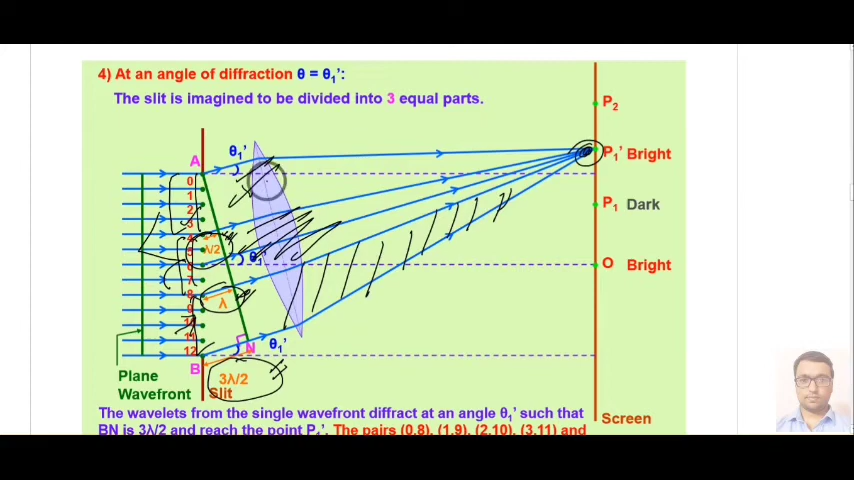 4) At an angle of diffraction θ = θ₁’:
The slit is imagined to be divided into 3 equal parts.
P₂
θ₁’
A
P₁’ Bright
0
1
2
P₁ Dark
3
4
5
λ/2
6
θ₁’
O Bright
7
8
9
λ
10
11
12
N
θ₁’
B
3λ/2
Plane
Wavefront
Slit
Screen
The wavelets from the single wavefront diffract at an angle θ₁’ such that
BN is 3λ/2 and reach the point P₁’. The pairs (0,8), (1,9), (2,10), (3,11) and